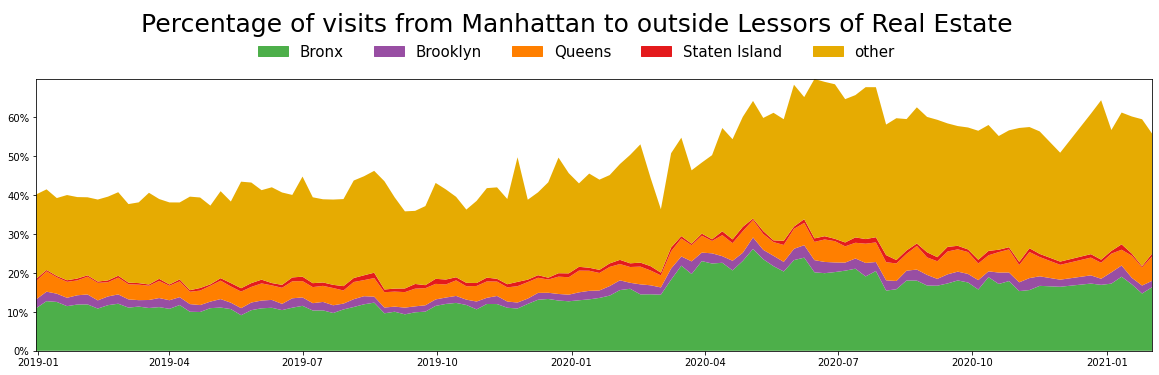 Percentage of visits from Manhattan to outside Lessors of Real Estate
Bronx Brooklyn Queens Staten Island other
60%
50%
40%
30%
20%
10%
0%
2019-01 2019-04 2019-07 2019-10 2020-01 2020-04 2020-07 2020-10 2021-01